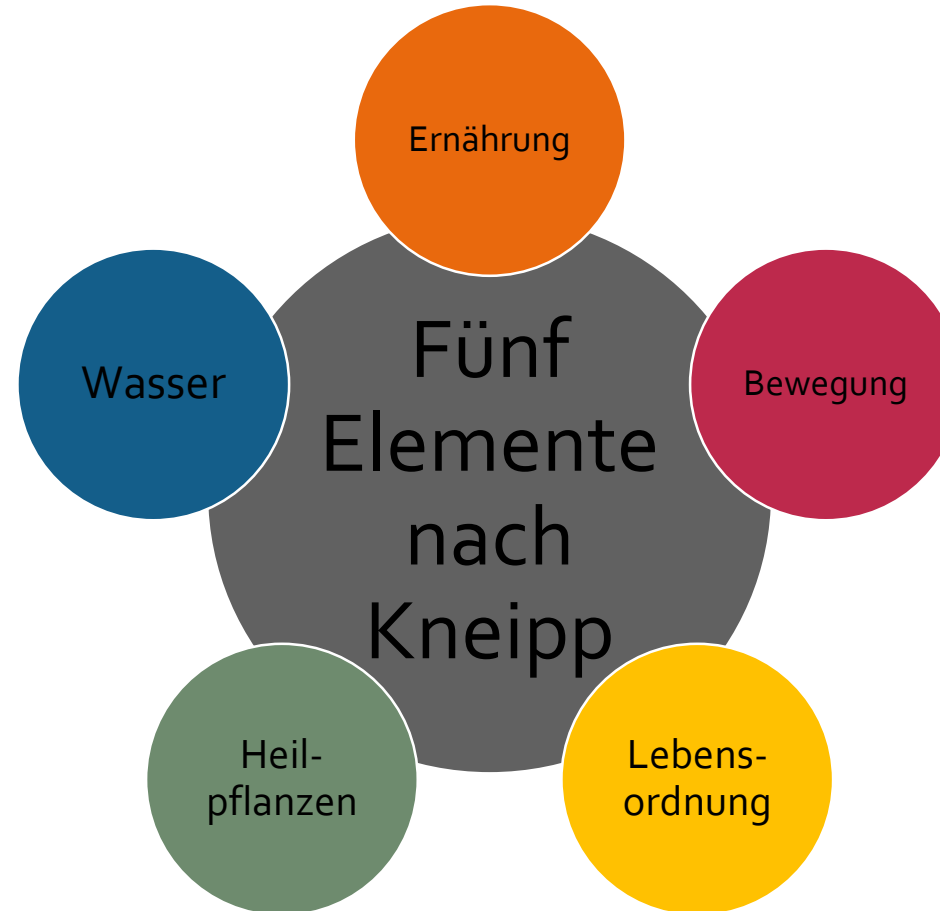 Ernährung
Fünf
Elemente
nach
Kneipp
Wasser
Bewegung
Heil-
pflanzen
Lebens-
ordnung